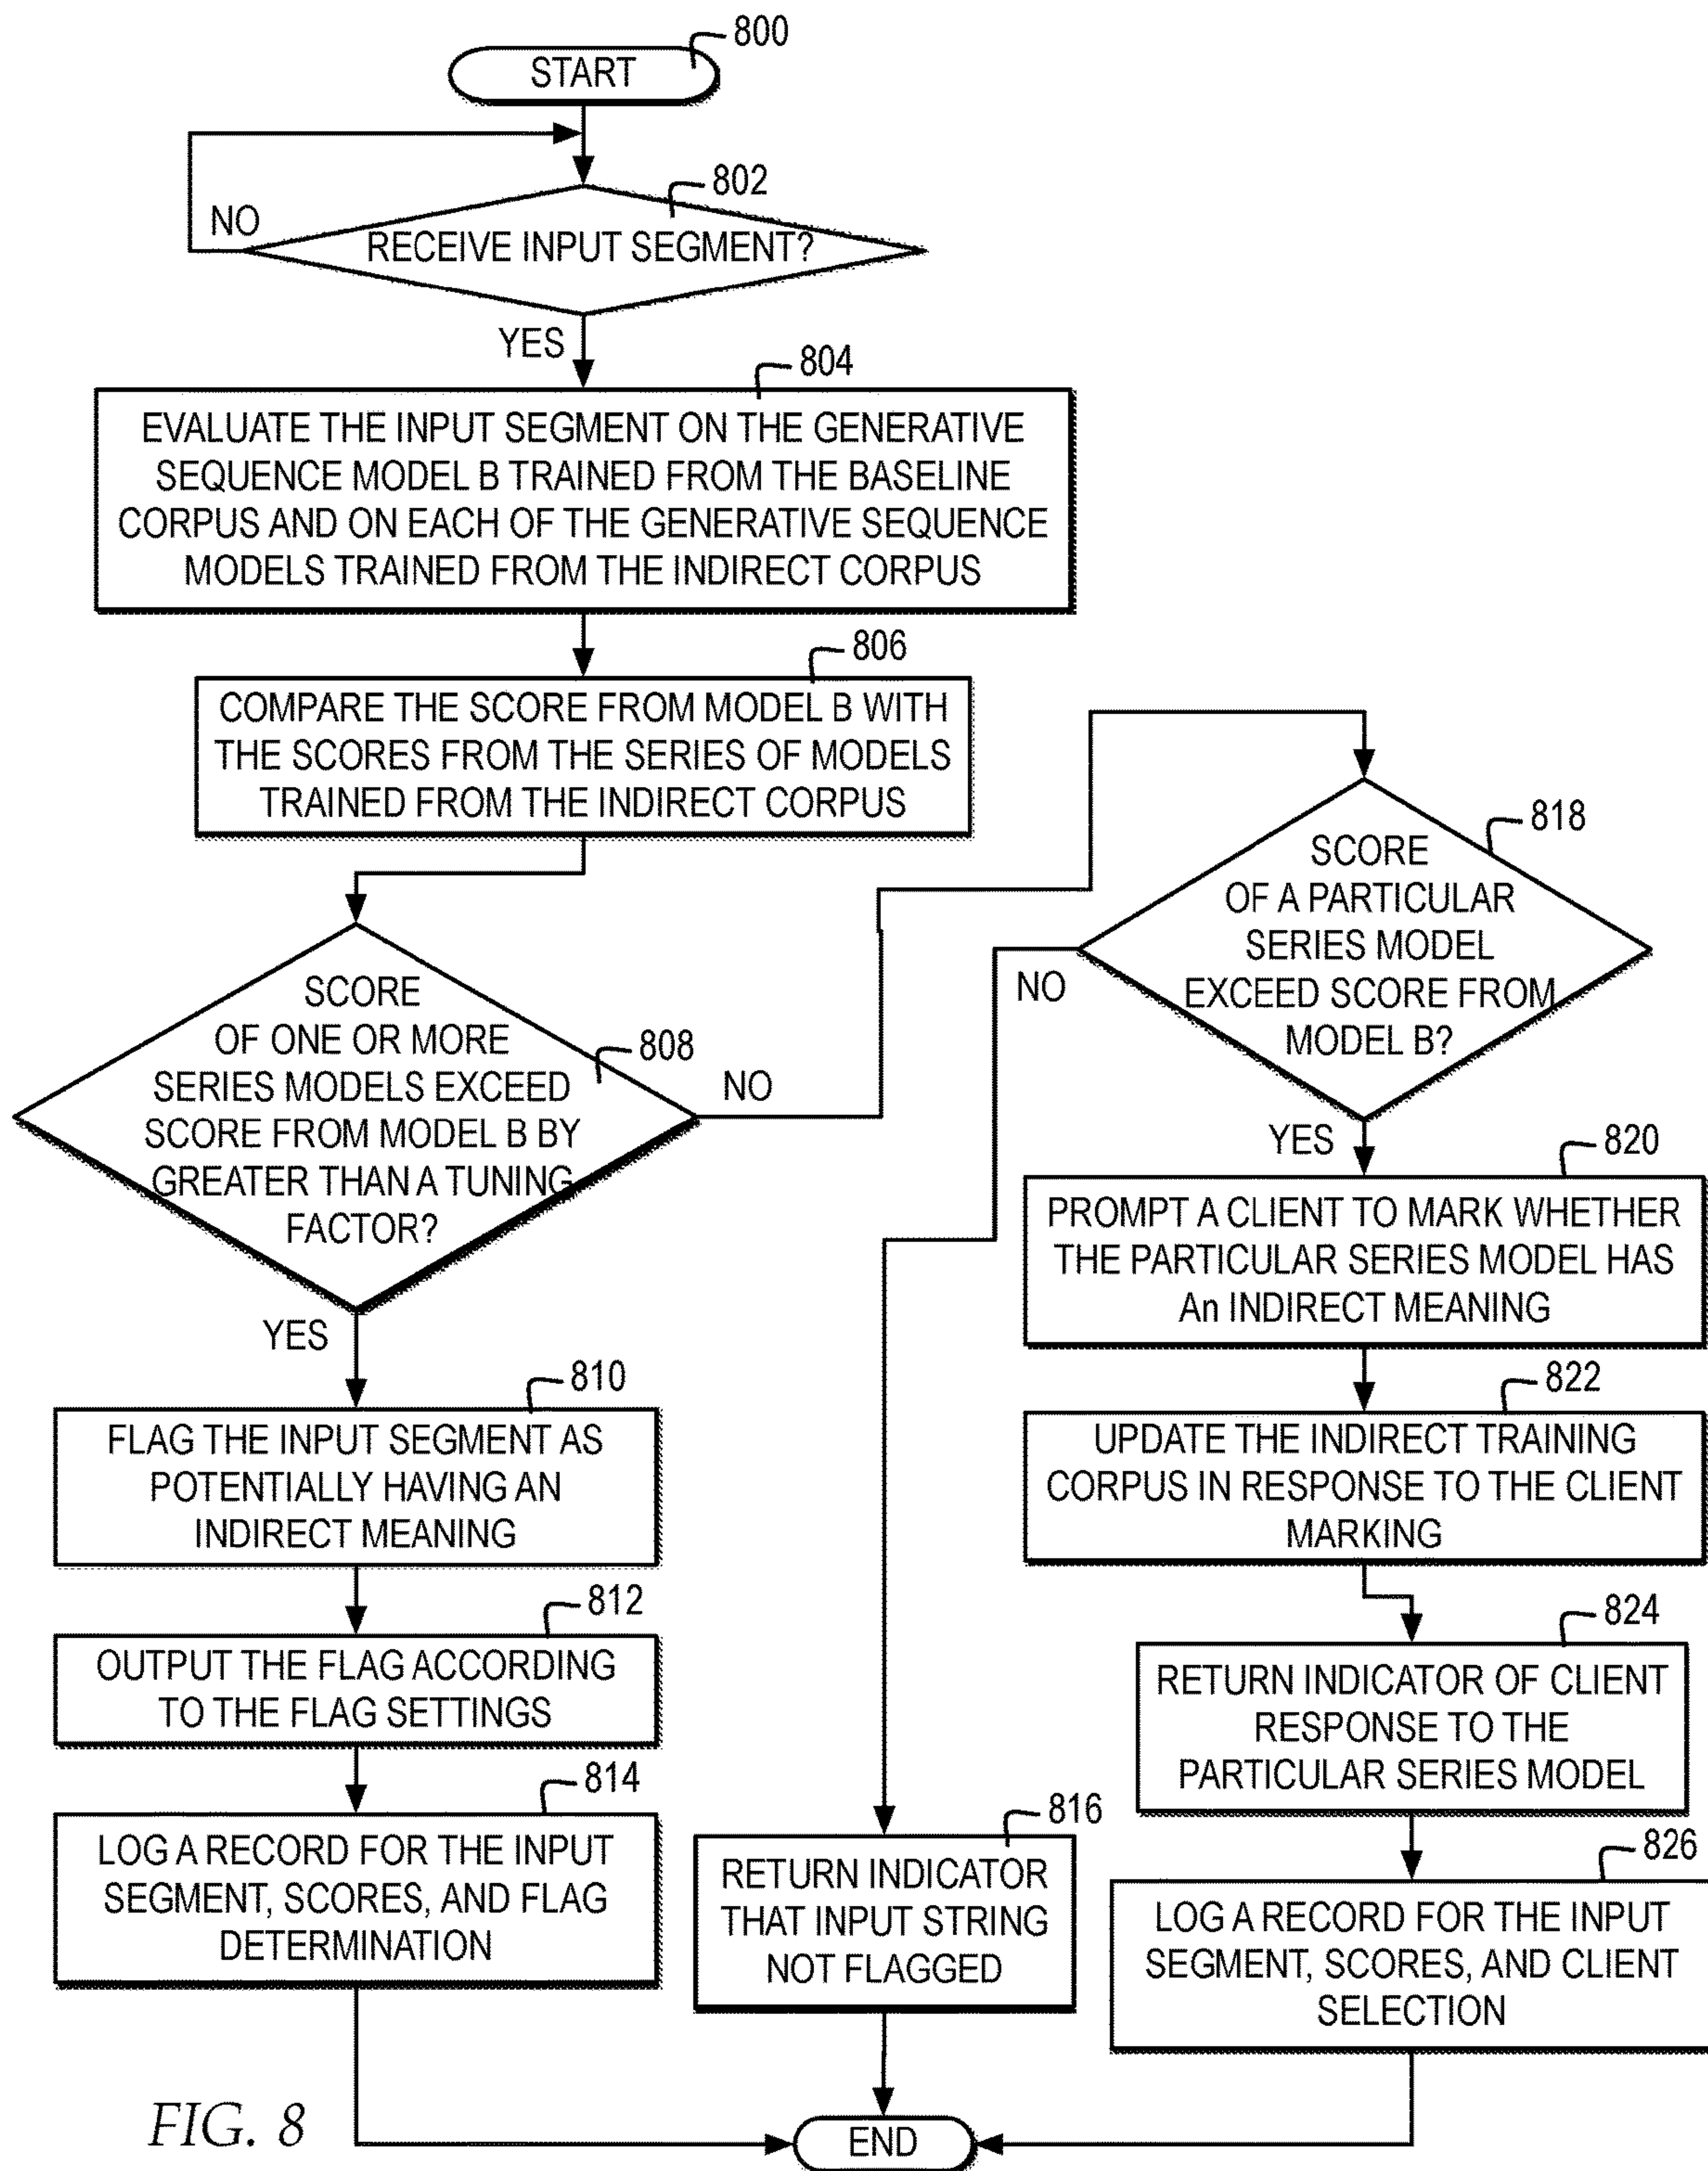 800
START
802
NO
RECEIVE INPUT SEGMENT?
YES
804
EVALUATE THE INPUT SEGMENT ON THE GENERATIVE
SEQUENCE MODEL B TRAINED FROM THE BASELINE
CORPUS AND ON EACH OF THE GENERATIVE SEQUENCE
MODELS TRAINED FROM THE INDIRECT CORPUS
806
COMPARE THE SCORE FROM MODEL B WITH
THE SCORES FROM THE SERIES OF MODELS
TRAINED FROM THE INDIRECT CORPUS
808
SCORE
OF ONE OR MORE
SERIES MODELS EXCEED
SCORE FROM MODEL B BY
GREATER THAN A TUNING
FACTOR?
NO
YES
810
FLAG THE INPUT SEGMENT AS
POTENTIALLY HAVING AN
INDIRECT MEANING
812
OUTPUT THE FLAG ACCORDING
TO THE FLAG SETTINGS
814
LOG A RECORD FOR THE INPUT
SEGMENT, SCORES, AND FLAG
DETERMINATION
816
RETURN INDICATOR
THAT INPUT STRING
NOT FLAGGED
818
SCORE
OF A PARTICULAR
SERIES MODEL
EXCEED SCORE FROM
MODEL B?
NO
YES
820
PROMPT A CLIENT TO MARK WHETHER
THE PARTICULAR SERIES MODEL HAS
An INDIRECT MEANING
822
UPDATE THE INDIRECT TRAINING
CORPUS IN RESPONSE TO THE CLIENT
MARKING
824
RETURN INDICATOR OF CLIENT
RESPONSE TO THE
PARTICULAR SERIES MODEL
826
LOG A RECORD FOR THE INPUT
SEGMENT, SCORES, AND CLIENT
SELECTION
END
FIG. 8